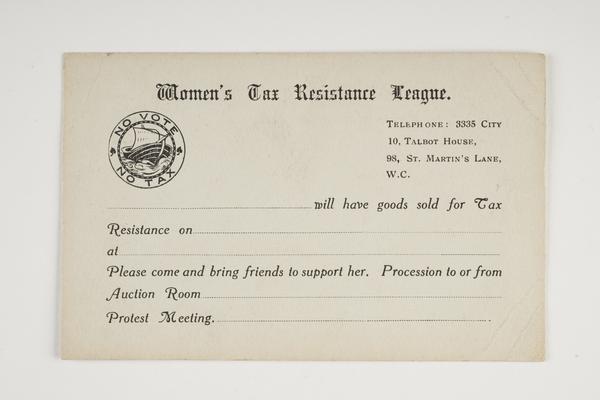 Women's Tax Resistance League.
NO VOTE
NO TAX
TELEPHONE: 3335 CITY
10, TALBOT HOUSE,
98, ST. MARTIN'S LANE,
W.C.
will have goods sold for Tax
Resistance on
at
Please come and bring friends to support her. Procession to or from
Auction Room
Protest Meeting.